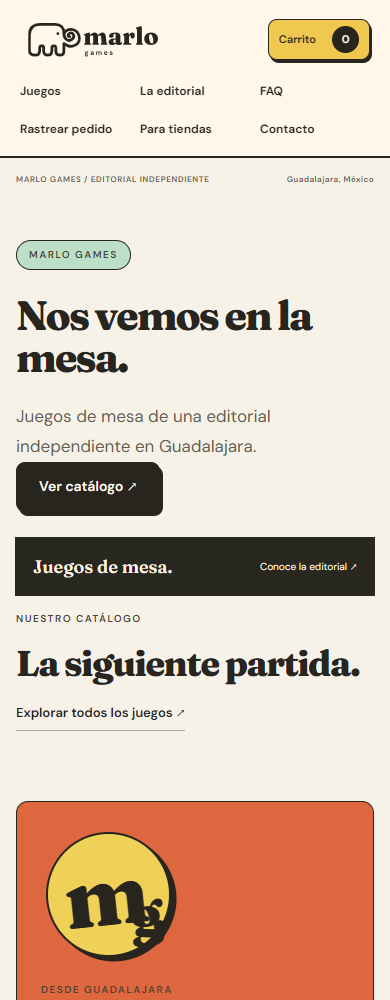 marlo
games
Carrito 0
Juegos La editorial FAQ
Rastrear pedido Para tiendas Contacto
MARLO GAMES / EDITORIAL INDEPENDIENTE Guadalajara, México
MARLO GAMES
Nos vemos en la
mesa.
Juegos de mesa de una editorial
independiente en Guadalajara.
Ver catálogo ↗
Juegos de mesa. Conoce la editorial ↗
NUESTRO CATÁLOGO
La siguiente partida.
Explorar todos los juegos ↗
mg
DESDE GUADALAJARA